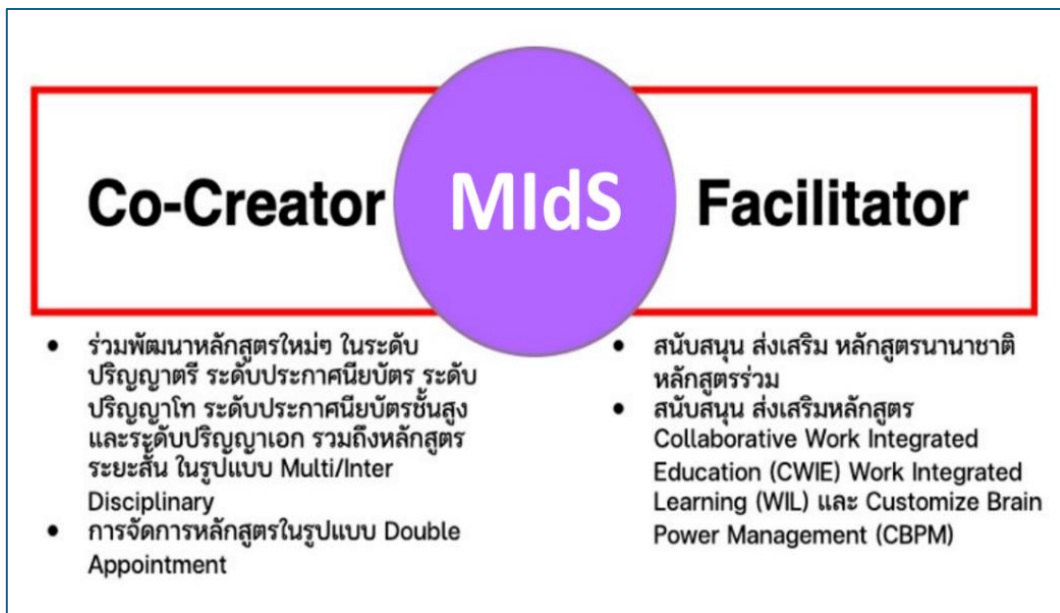 Co-Creator
MIdS
Facilitator
• ร่วมพัฒนาหลักสูตรใหม่ๆ ในระดับ
ปริญญาตรี ระดับประกาศนียบัตร ระดับ
ปริญญาโท ระดับประกาศนียบัตรชั้นสูง
และระดับปริญญาเอก รวมถึงหลักสูตร
ระยะสั้น ในรูปแบบ Multi/Inter
Disciplinary
• การจัดการหลักสูตรในรูปแบบ Double
Appointment
• สนับสนุน ส่งเสริม หลักสูตรนานาชาติ
หลักสูตรร่วม
• สนับสนุน ส่งเสริมหลักสูตร
Collaborative Work Integrated
Education (CWIE) Work Integrated
Learning (WIL) และ Customize Brain
Power Management (CBPM)